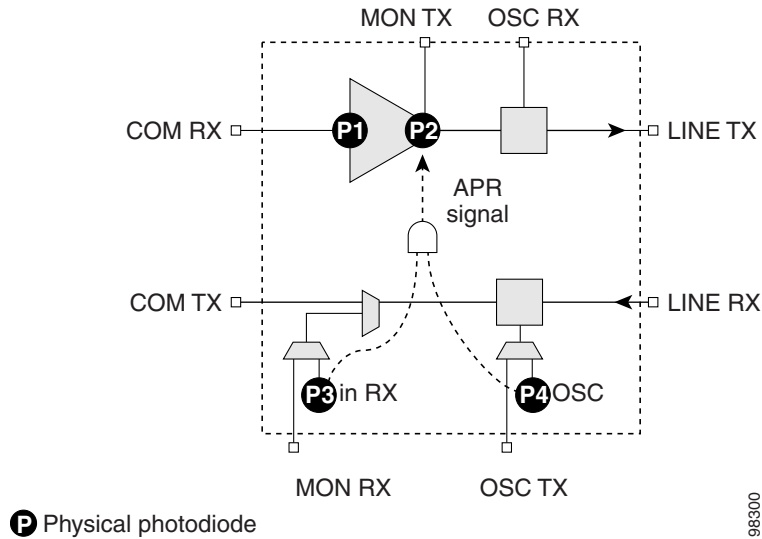 MON TX
OSC RX
COM RX
P1
P2
LINE TX
APR
signal
COM TX
LINE RX
P3
in RX
P4
OSC
MON RX
OSC TX
P Physical photodiode
98300